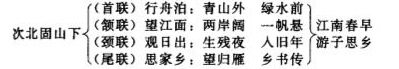 次北固山下
(首联)行舟泊：青山外 绿水前
(颔联)望江面：两岸阔 一帆悬
(颈联)观日出：生残夜 入旧年
(尾联)思家乡：望归雁 乡书传
江南春早
游子思乡